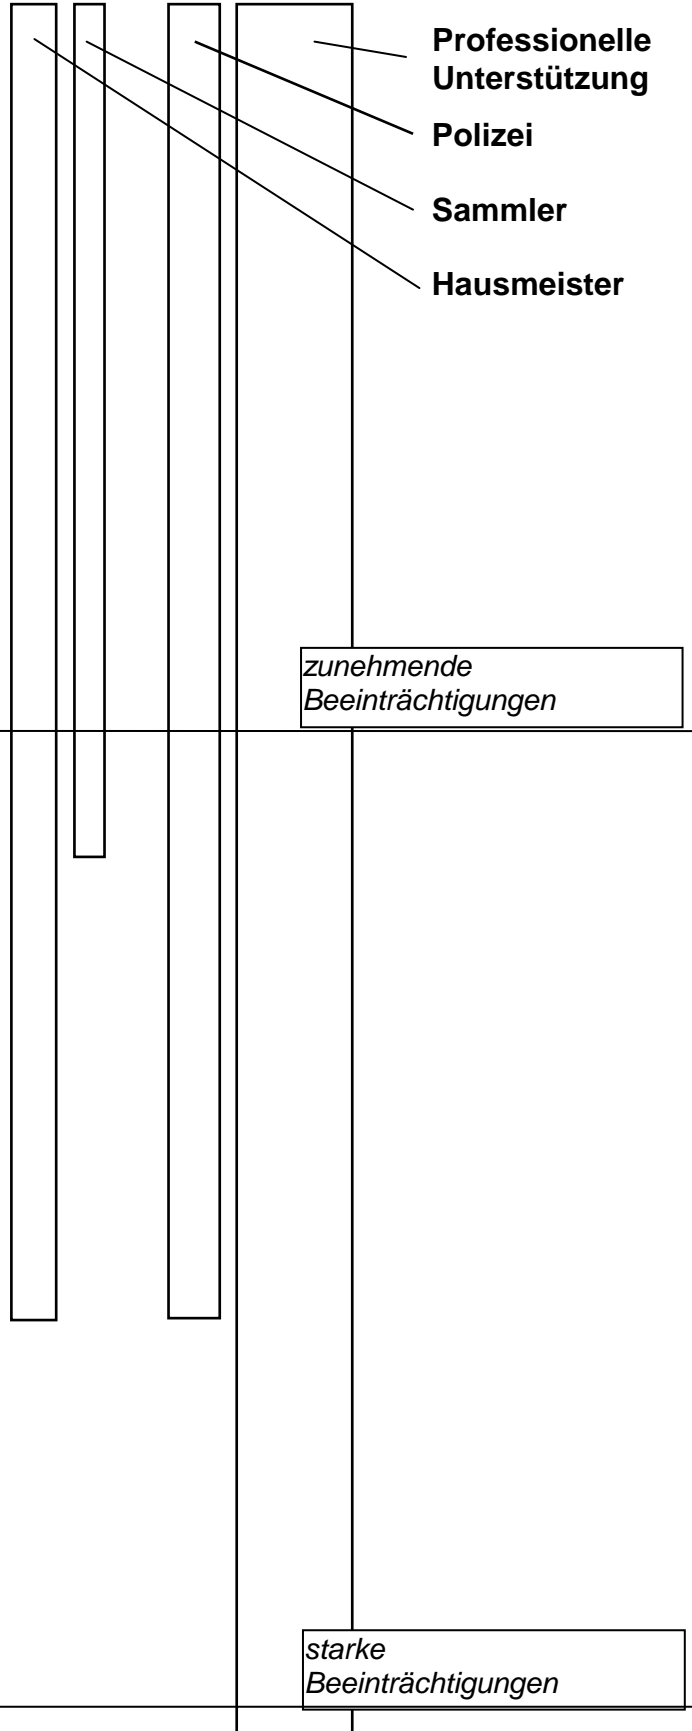 Professionelle
Unterstützung
Polizei
Sammler
Hausmeister
zunehmende
Beeinträchtigungen
starke
Beeinträchtigungen